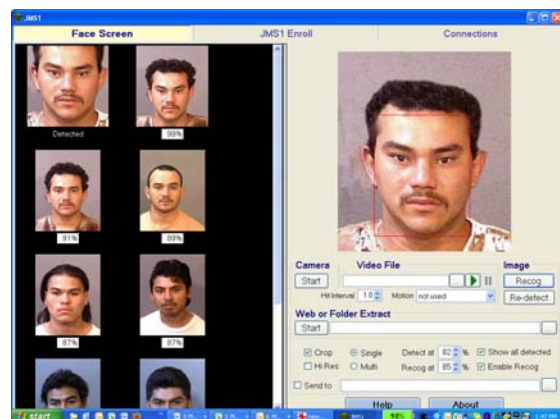 JMS1
Face Screen
JMS1 Enroll
Connections
Detected
99%
91%
89%
87%
87%
Camera
Video File
Image
Start
...
Recog
Hit Interval
10
Motion
not used
Re-detect
Web or Folder Extract
Start
...
Crop
Single
Detect at
82
%
Show all detected
Hi Res
Multi
Recog at
85
%
Enable Recog
Send to
...
Help
About
start
98%